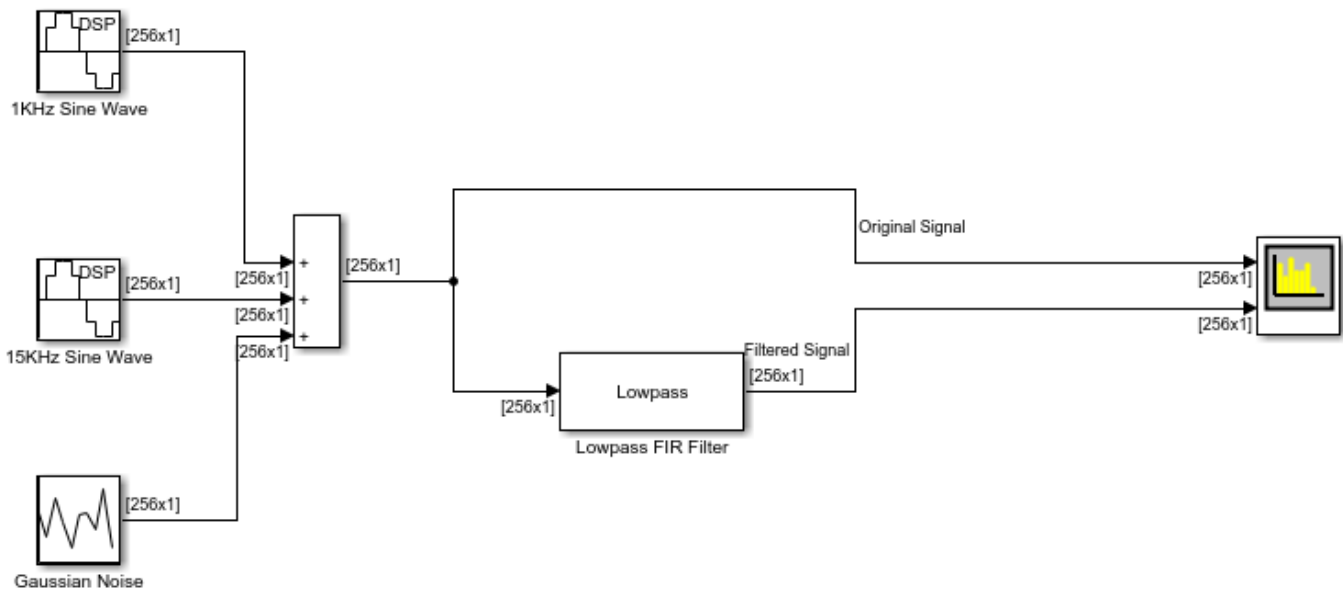 DSP
[256x1]
1KHz Sine Wave
DSP
[256x1]
15KHz Sine Wave
[256x1]
Gaussian Noise
+
[256x1]
+
[256x1]
+
[256x1]
[256x1]
Original Signal
[256x1]
[256x1]
Filtered Signal
[256x1]
Lowpass
[256x1]
Lowpass FIR Filter